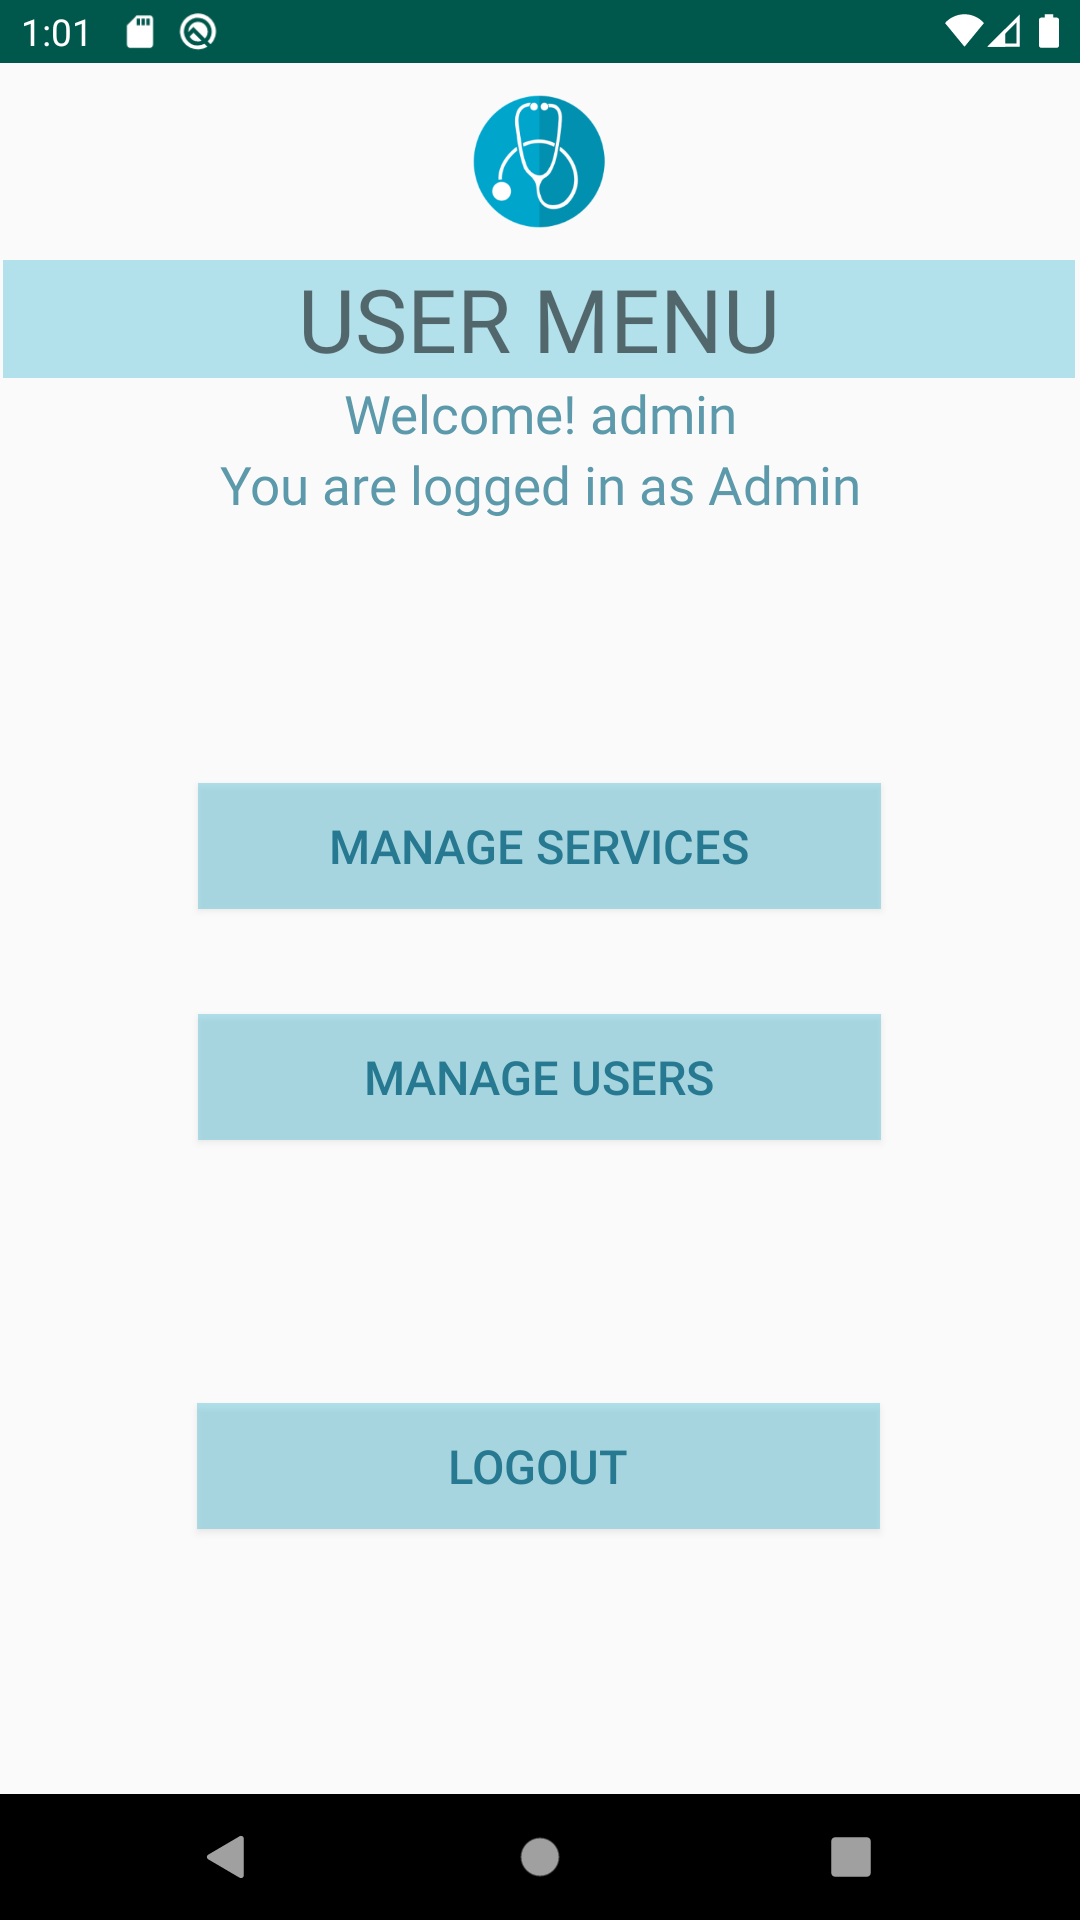 1:01
USER MENU
Welcome! admin
You are logged in as Admin
MANAGE SERVICES
MANAGE USERS
LOGOUT